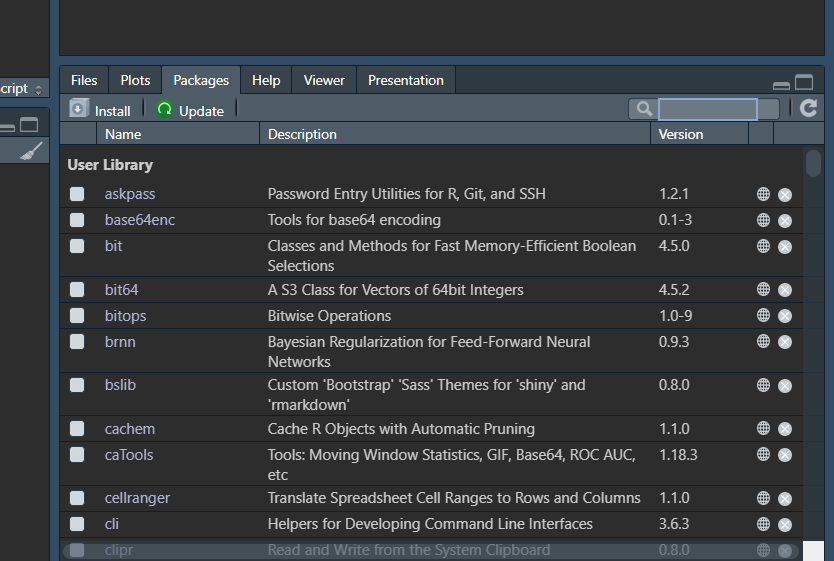 cript
Files Plots Packages Help Viewer Presentation
Install Update
Name Description Version
User Library
askpass Password Entry Utilities for R, Git, and SSH 1.2.1
base64enc Tools for base64 encoding 0.1-3
bit Classes and Methods for Fast Memory-Efficient Boolean 4.5.0
Selections
bit64 A S3 Class for Vectors of 64bit Integers 4.5.2
bitops Bitwise Operations 1.0-9
brnn Bayesian Regularization for Feed-Forward Neural 0.9.3
Networks
bslib Custom 'Bootstrap' 'Sass' Themes for 'shiny' and 0.8.0
'rmarkdown'
cachem Cache R Objects with Automatic Pruning 1.1.0
caTools Tools: Moving Window Statistics, GIF, Base64, ROC AUC, 1.18.3
etc
cellranger Translate Spreadsheet Cell Ranges to Rows and Columns 1.1.0
cli Helpers for Developing Command Line Interfaces 3.6.3
clipr Read and Write from the System Clipboard 0.8.0